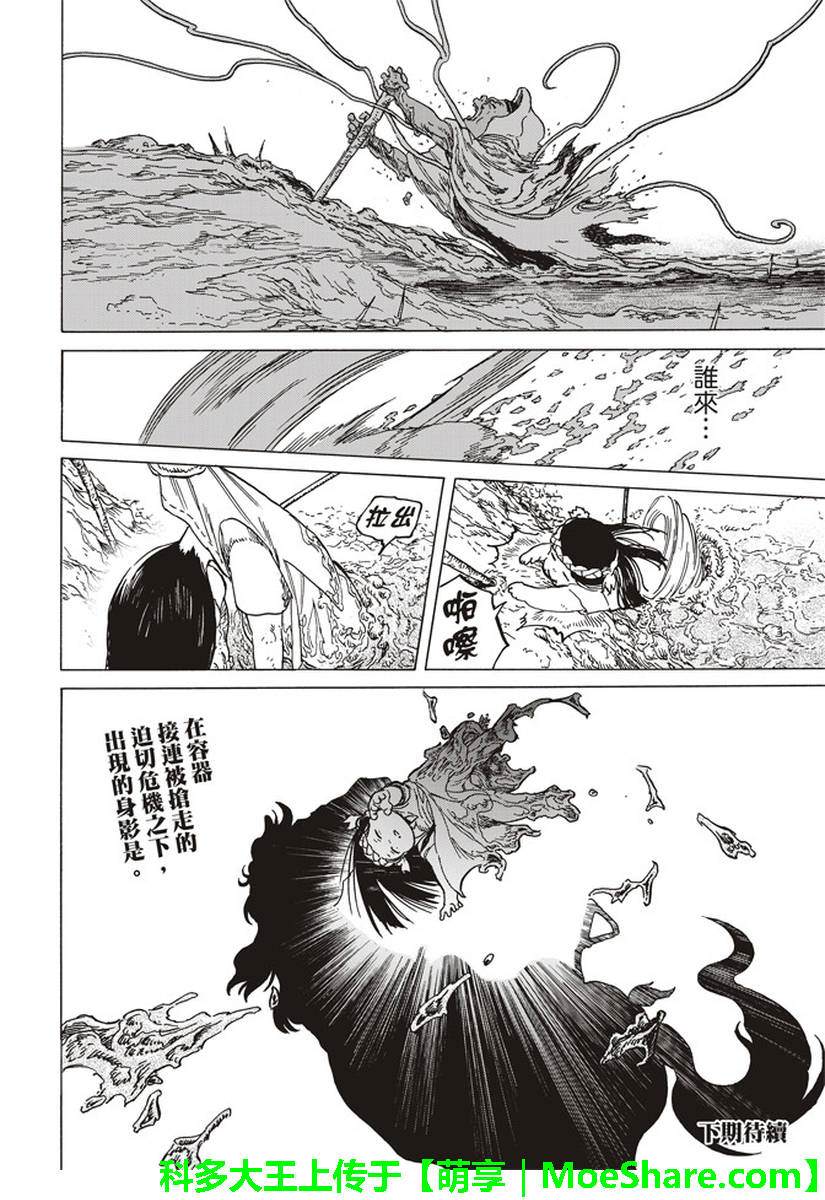 誰來…
啪嚓
拉出
在容器
接連被搶走的
迫切危機之下，
出現的身影是。
下期待續
科多大王上传于【萌享｜MoeShare.com】